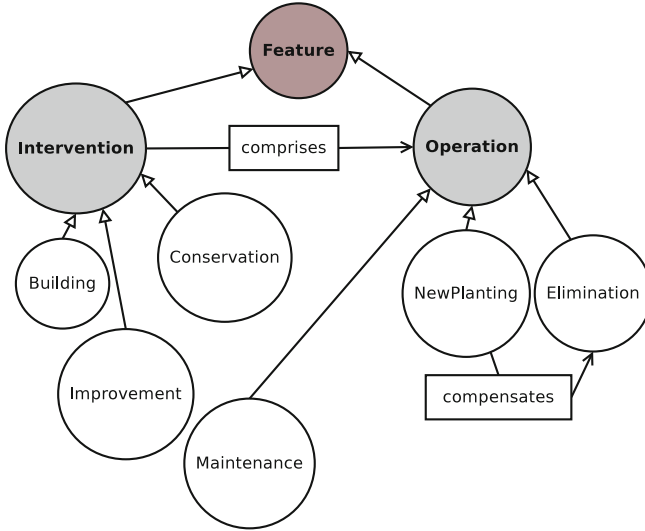 Feature
Intervention
comprises
Operation
Conservation
Building
NewPlanting
Elimination
Improvement
compensates
Maintenance